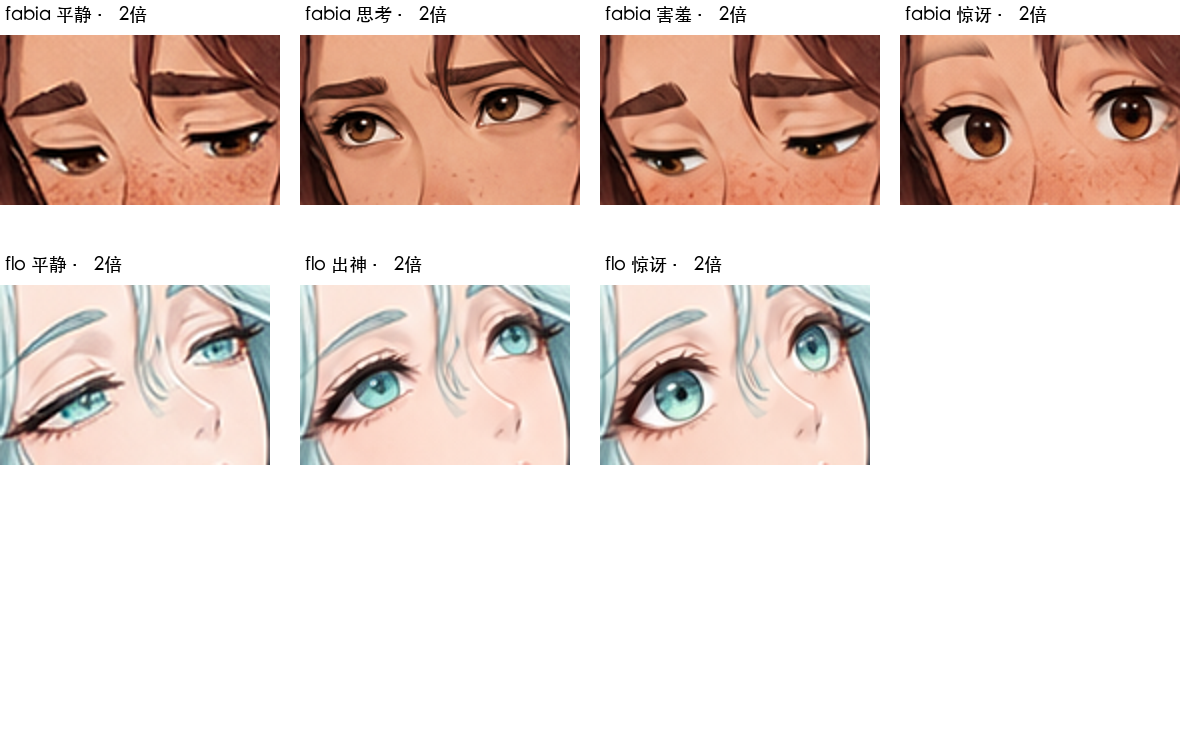 fabia 平静 · 2倍
fabia 思考 · 2倍
fabia 害羞 · 2倍
fabia 惊讶 · 2倍
flo 平静 · 2倍
flo 出神 · 2倍
flo 惊讶 · 2倍